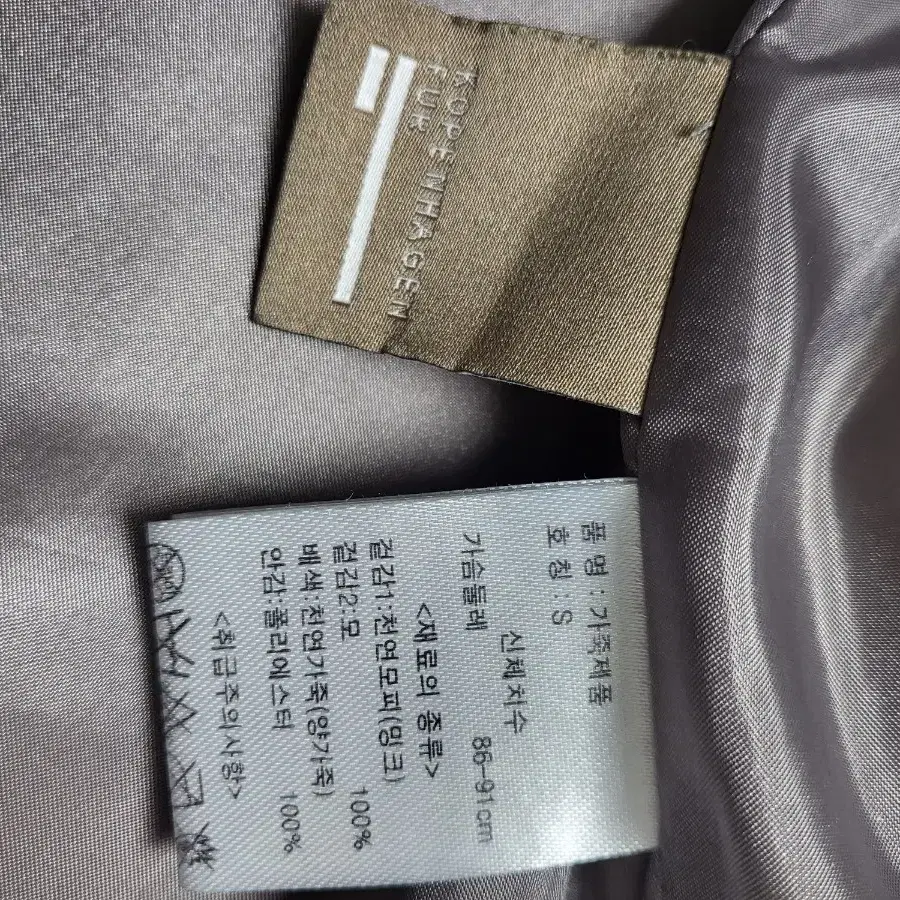 KOPENHAGEN
FUR
품명:가죽제품
호칭:S
신체치수
가슴둘레 86-91cm
<재료의 종류>
겉감1:천연모피(밍크)
겉감2:모 100%
배색:천연가죽(양가죽)
안감:폴리에스터 100%
<취급주의사항>